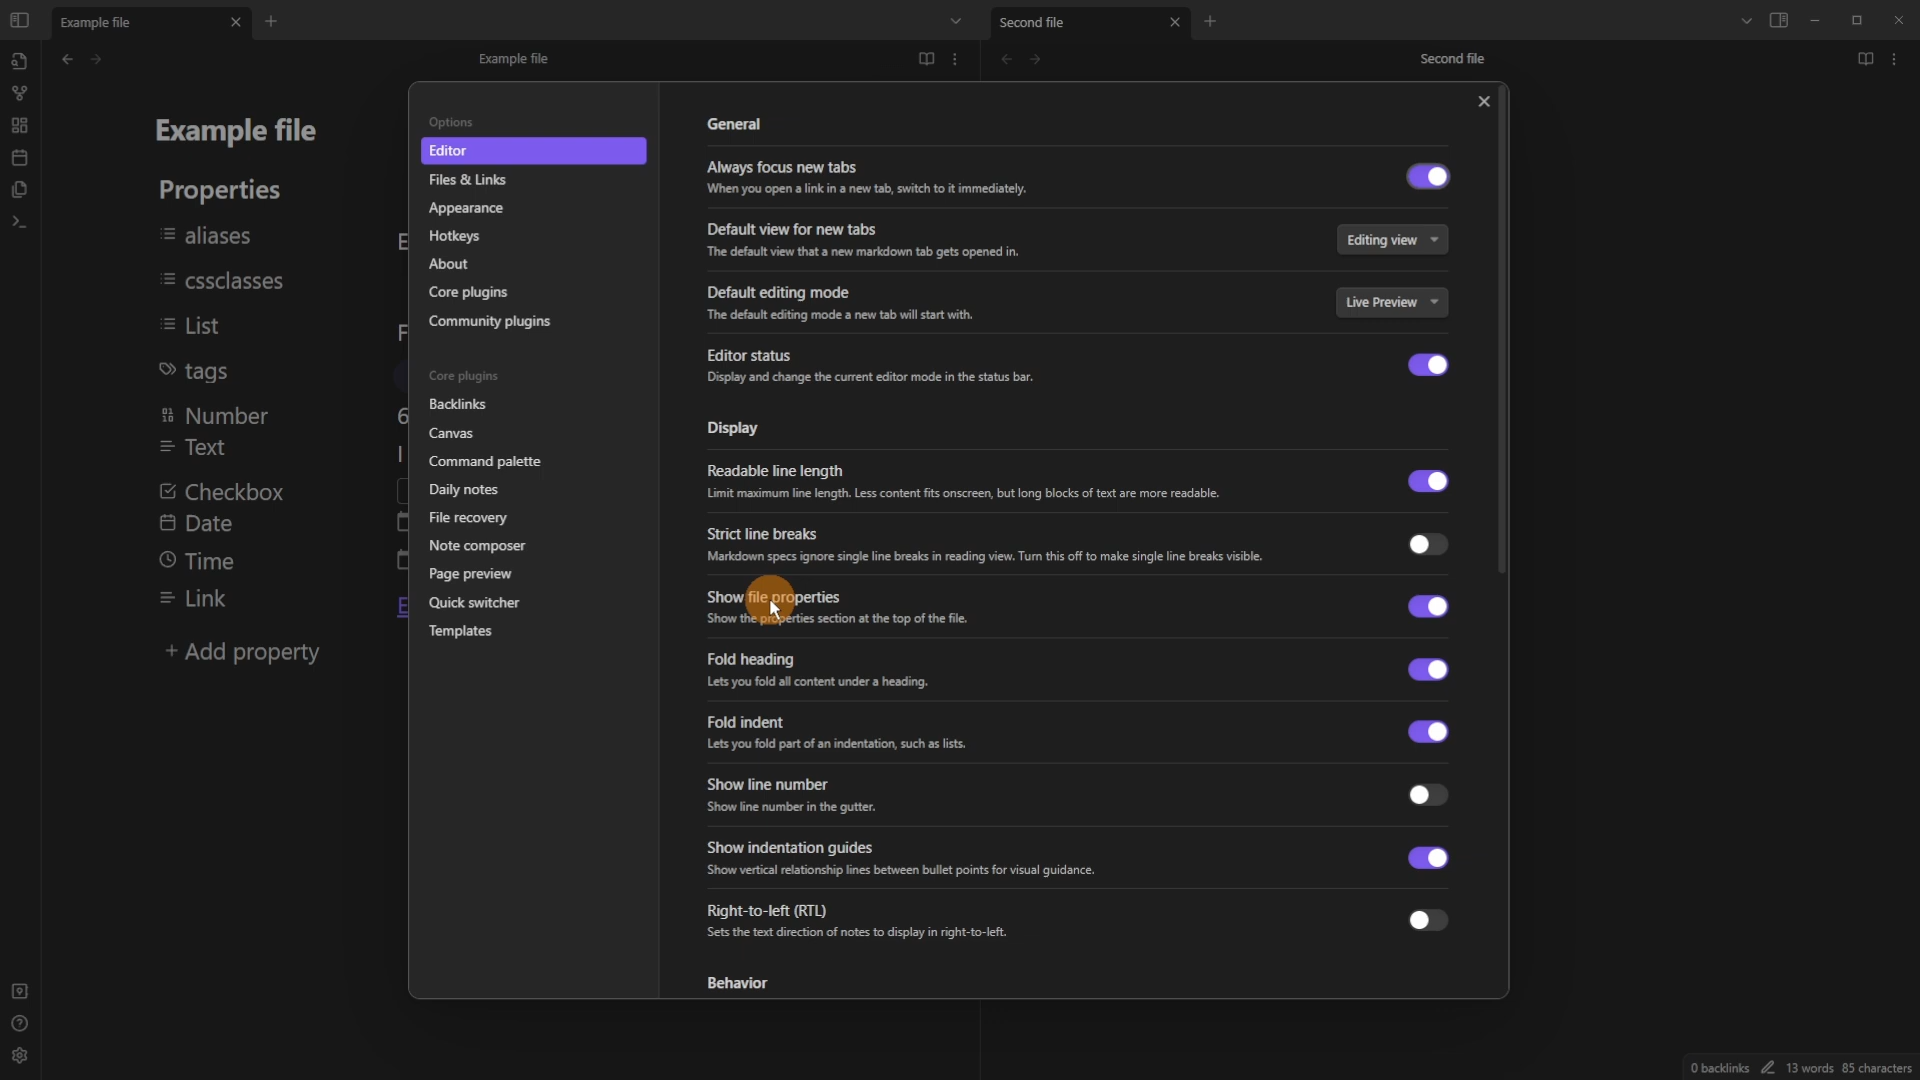 Example file
Second file
Example file
Second file
Example file
Properties
aliases
cssclasses
List
tags
Number
6
Text
I
Checkbox
Date
Time
Link
E
+ Add property
Options
Editor
Files & Links
Appearance
Hotkeys
About
Core plugins
Community plugins
Core plugins
Backlinks
Canvas
Command palette
Daily notes
File recovery
Note composer
Page preview
Quick switcher
Templates
General
Always focus new tabs
When you open a link in a new tab, switch to it immediately.
Default view for new tabs
The default view that a new markdown tab gets opened in.
Editing view
Default editing mode
The default editing mode a new tab will start with.
Live Preview
Editor status
Display and change the current editor mode in the status bar.
Display
Readable line length
Limit maximum line length. Less content fits onscreen, but long blocks of text are more readable.
Strict line breaks
Markdown specs ignore single line breaks in reading view. Turn this off to make single line breaks visible.
Show file properties
Show the properties section at the top of the file.
Fold heading
Lets you fold all content under a heading.
Fold indent
Lets you fold part of an indentation, such as lists.
Show line number
Show line number in the gutter.
Show indentation guides
Show vertical relationship lines between bullet points for visual guidance.
Right-to-left (RTL)
Sets the text direction of notes to display in right-to-left.
Behavior
0 backlinks 13 words 85 characters